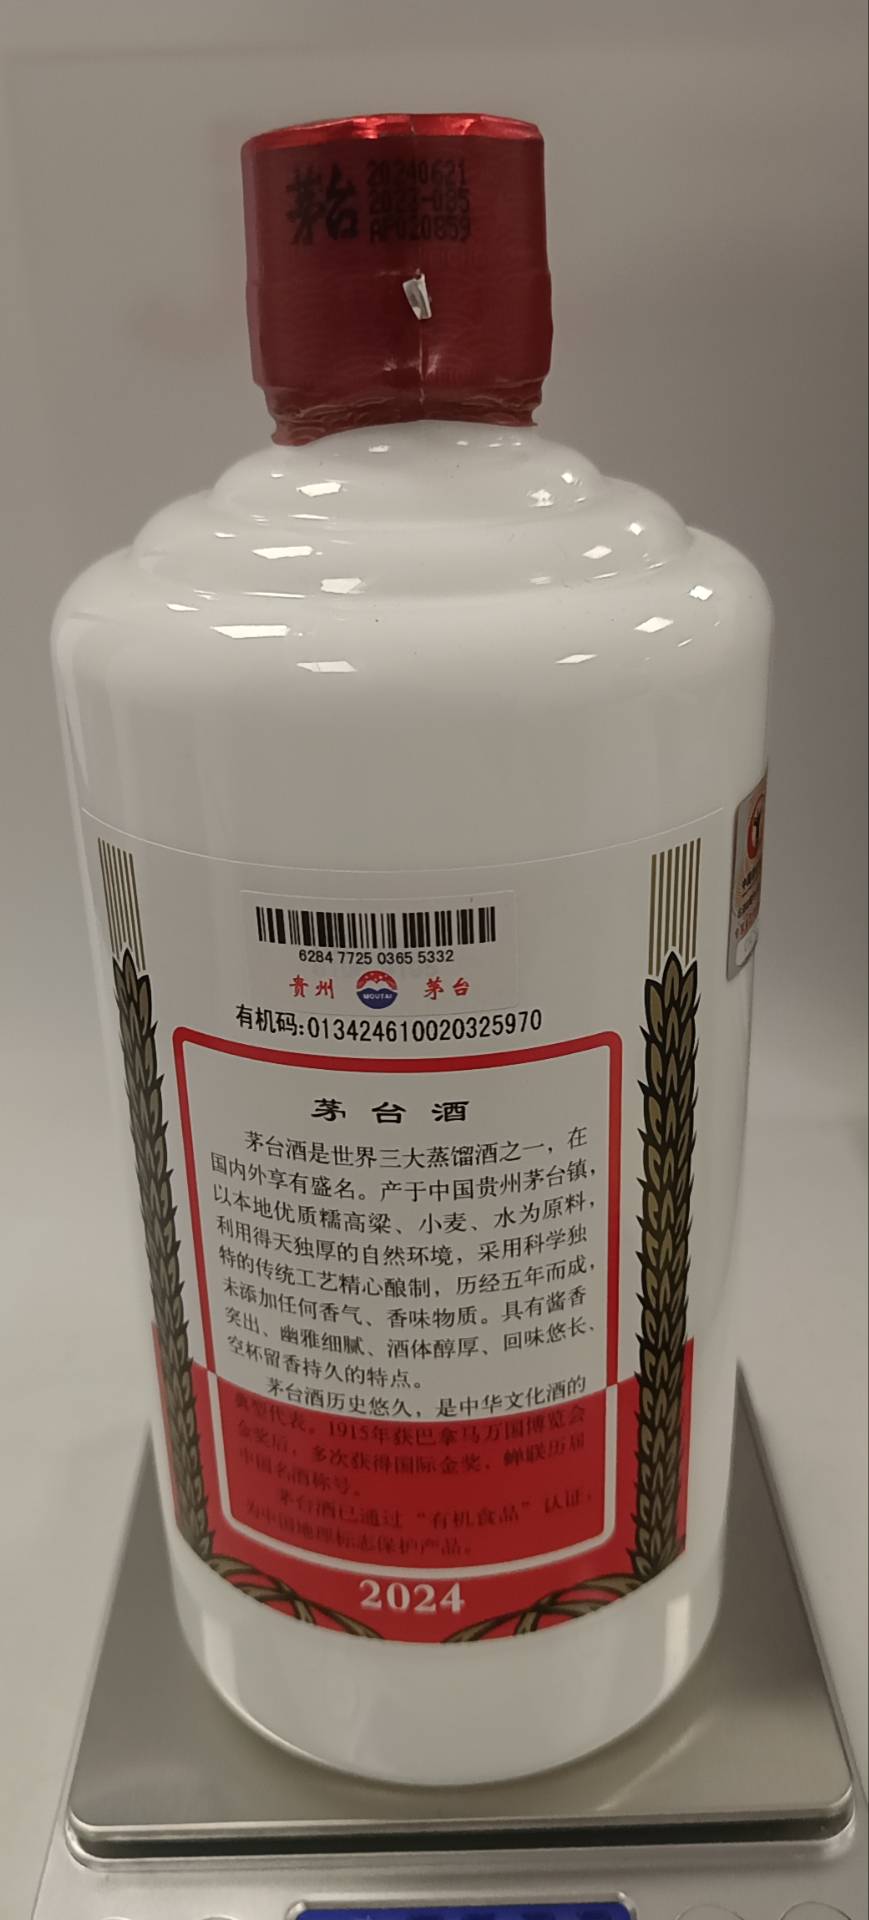 茅台
20240621
2023-085
AP020859
6284 7725 0365 5332
贵州
MOUTAI
茅台
有机码:013424610020325970
茅台酒
茅台酒是世界三大蒸馏酒之一，在
国内外享有盛名。产于中国贵州茅台镇，
以本地优质糯高粱、小麦、水为原料，
利用得天独厚的自然环境，采用科学独
特的传统工艺精心酿制，历经五年而成，
未添加任何香气、香味物质。具有酱香
突出、幽雅细腻、酒体醇厚、回味悠长、
空杯留香持久的特点。
茅台酒历史悠久，是中华文化酒的
典型代表。1915年获巴拿马万国博览会
金奖后，多次获得国际金奖，蝉联历届
中国名酒称号。
茅台酒已通过“有机食品”认证，
为中国地理标志保护产品。
2024